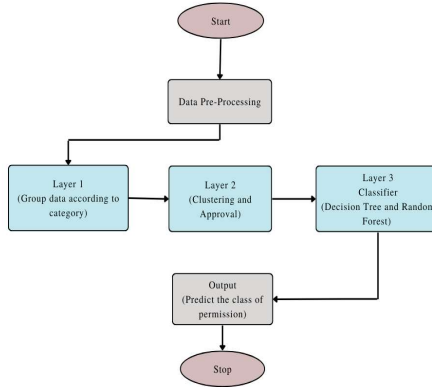 Start
Data Pre-Processing
Layer 1
(Group data according to
category)
Layer 2
(Clustering and
Approval)
Layer 3
Classifier
(Decision Tree and Random
Forest)
Output
(Predict the class of
permission)
Stop